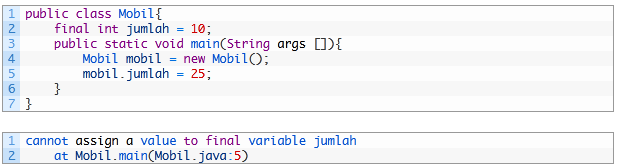 1 public class Mobil{
2     final int jumlah = 10;
3     public static void main(String args []){
4         Mobil mobil = new Mobil();
5         mobil.jumlah = 25;
6     }
7 }
1 cannot assign a value to final variable jumlah
2     at Mobil.main(Mobil.java:5)